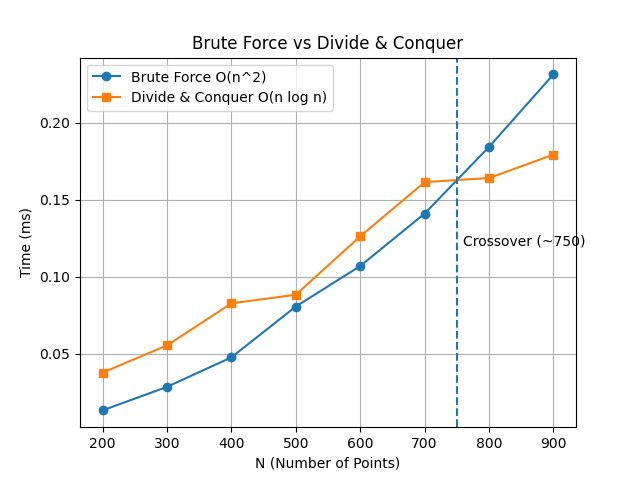 Brute Force vs Divide & Conquer
Brute Force O(n^2)
Divide & Conquer O(n log n)
0.20
0.15
0.10
0.05
Time (ms)
Crossover (~750)
200 300 400 500 600 700 800 900
N (Number of Points)